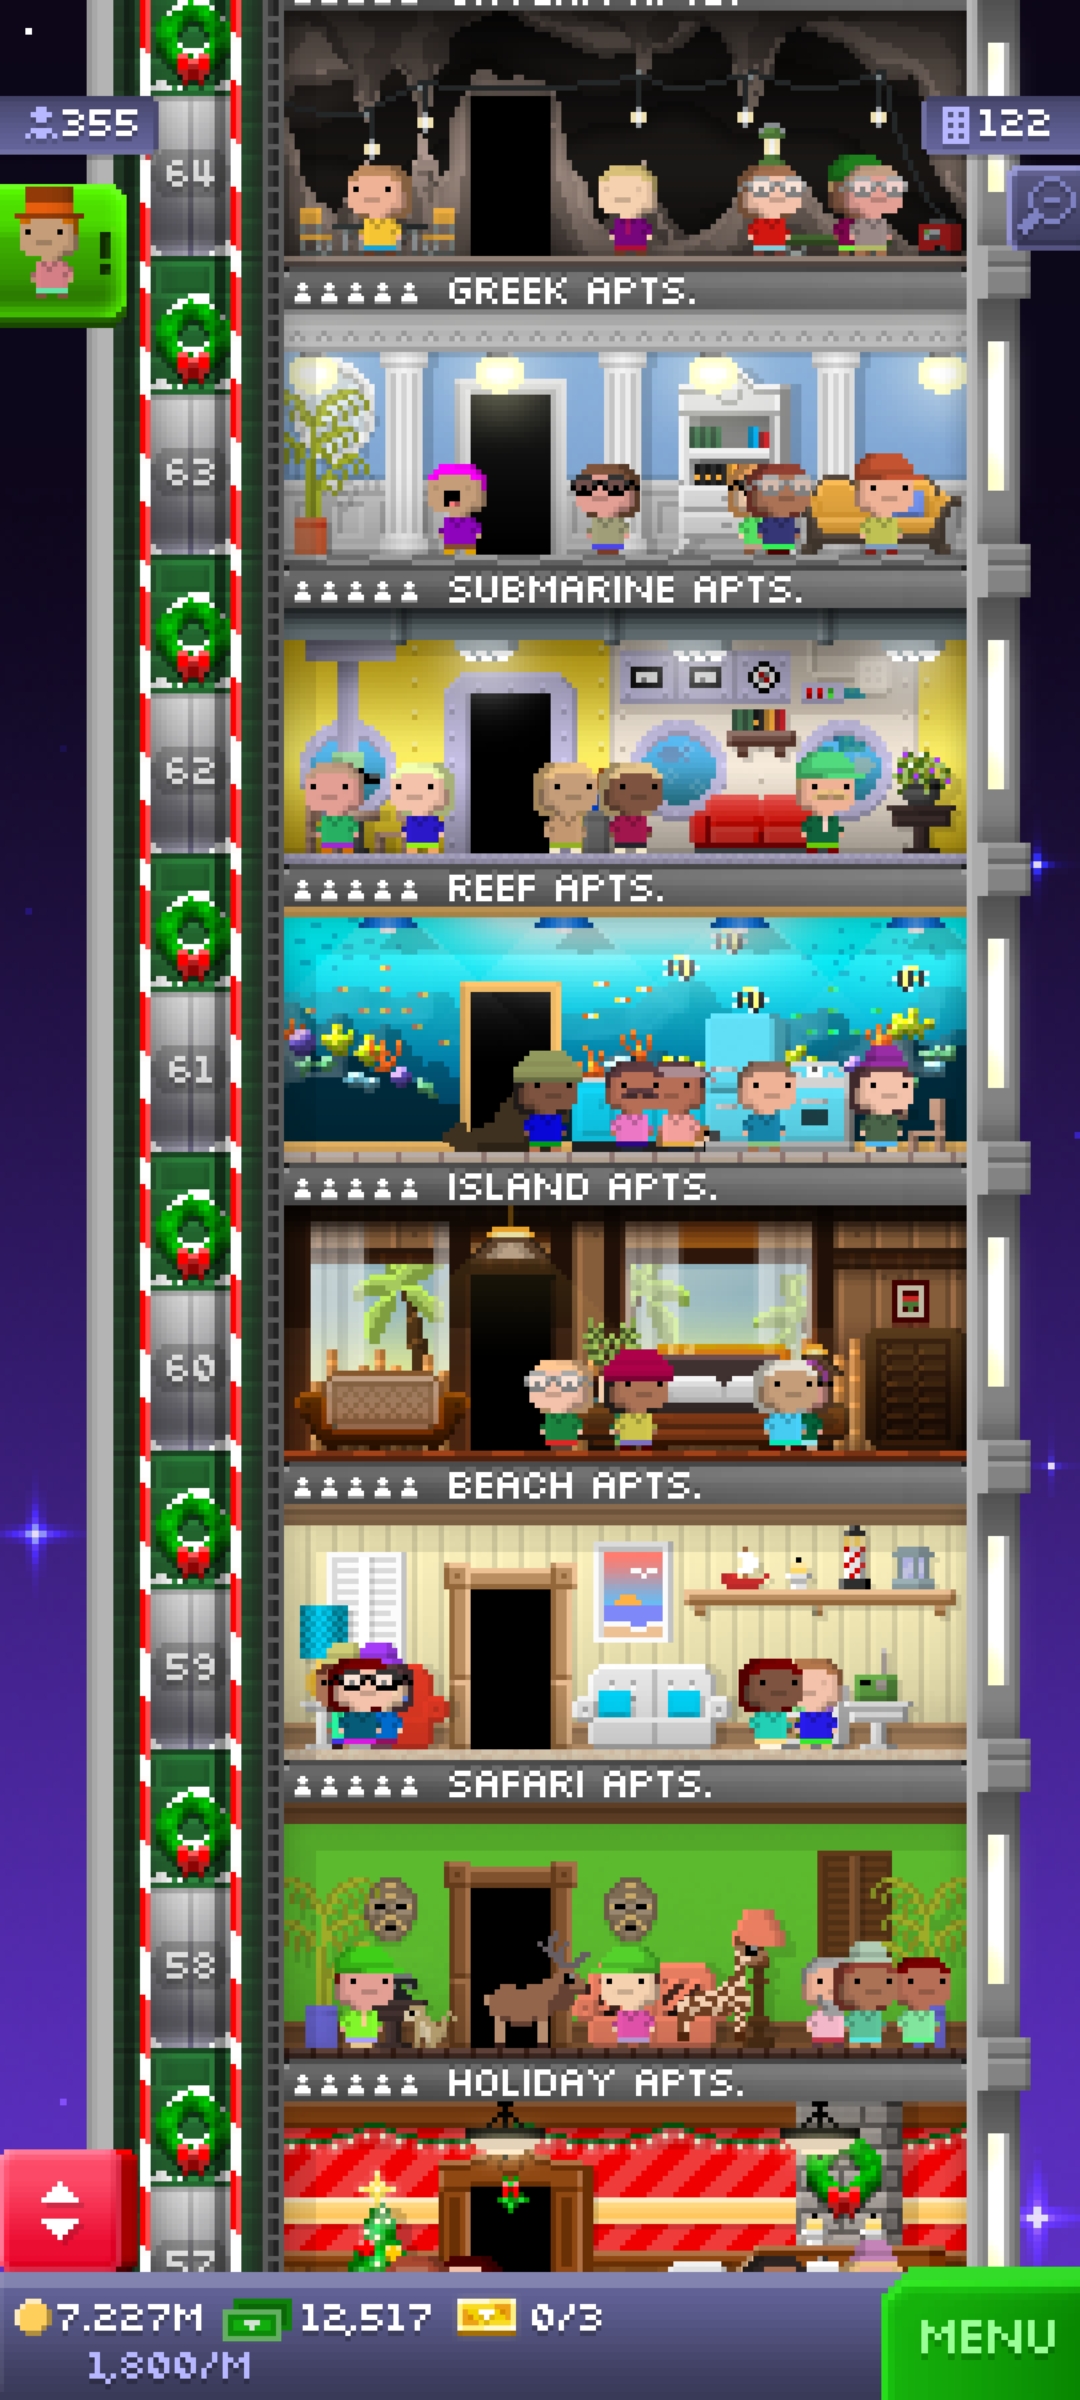 355
122
64
GREEK APTS.
63
SUBMARINE APTS.
62
REEF APTS.
61
ISLAND APTS.
60
BEACH APTS.
59
SAFARI APTS.
58
HOLIDAY APTS.
57
7.227M 12,517 0/3
1,800/M
MENU